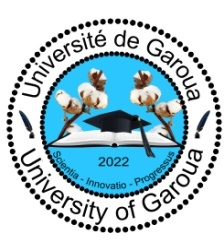 Université de Garoua
2022
Scientia - Innovatio - Progressus
University of Garoua